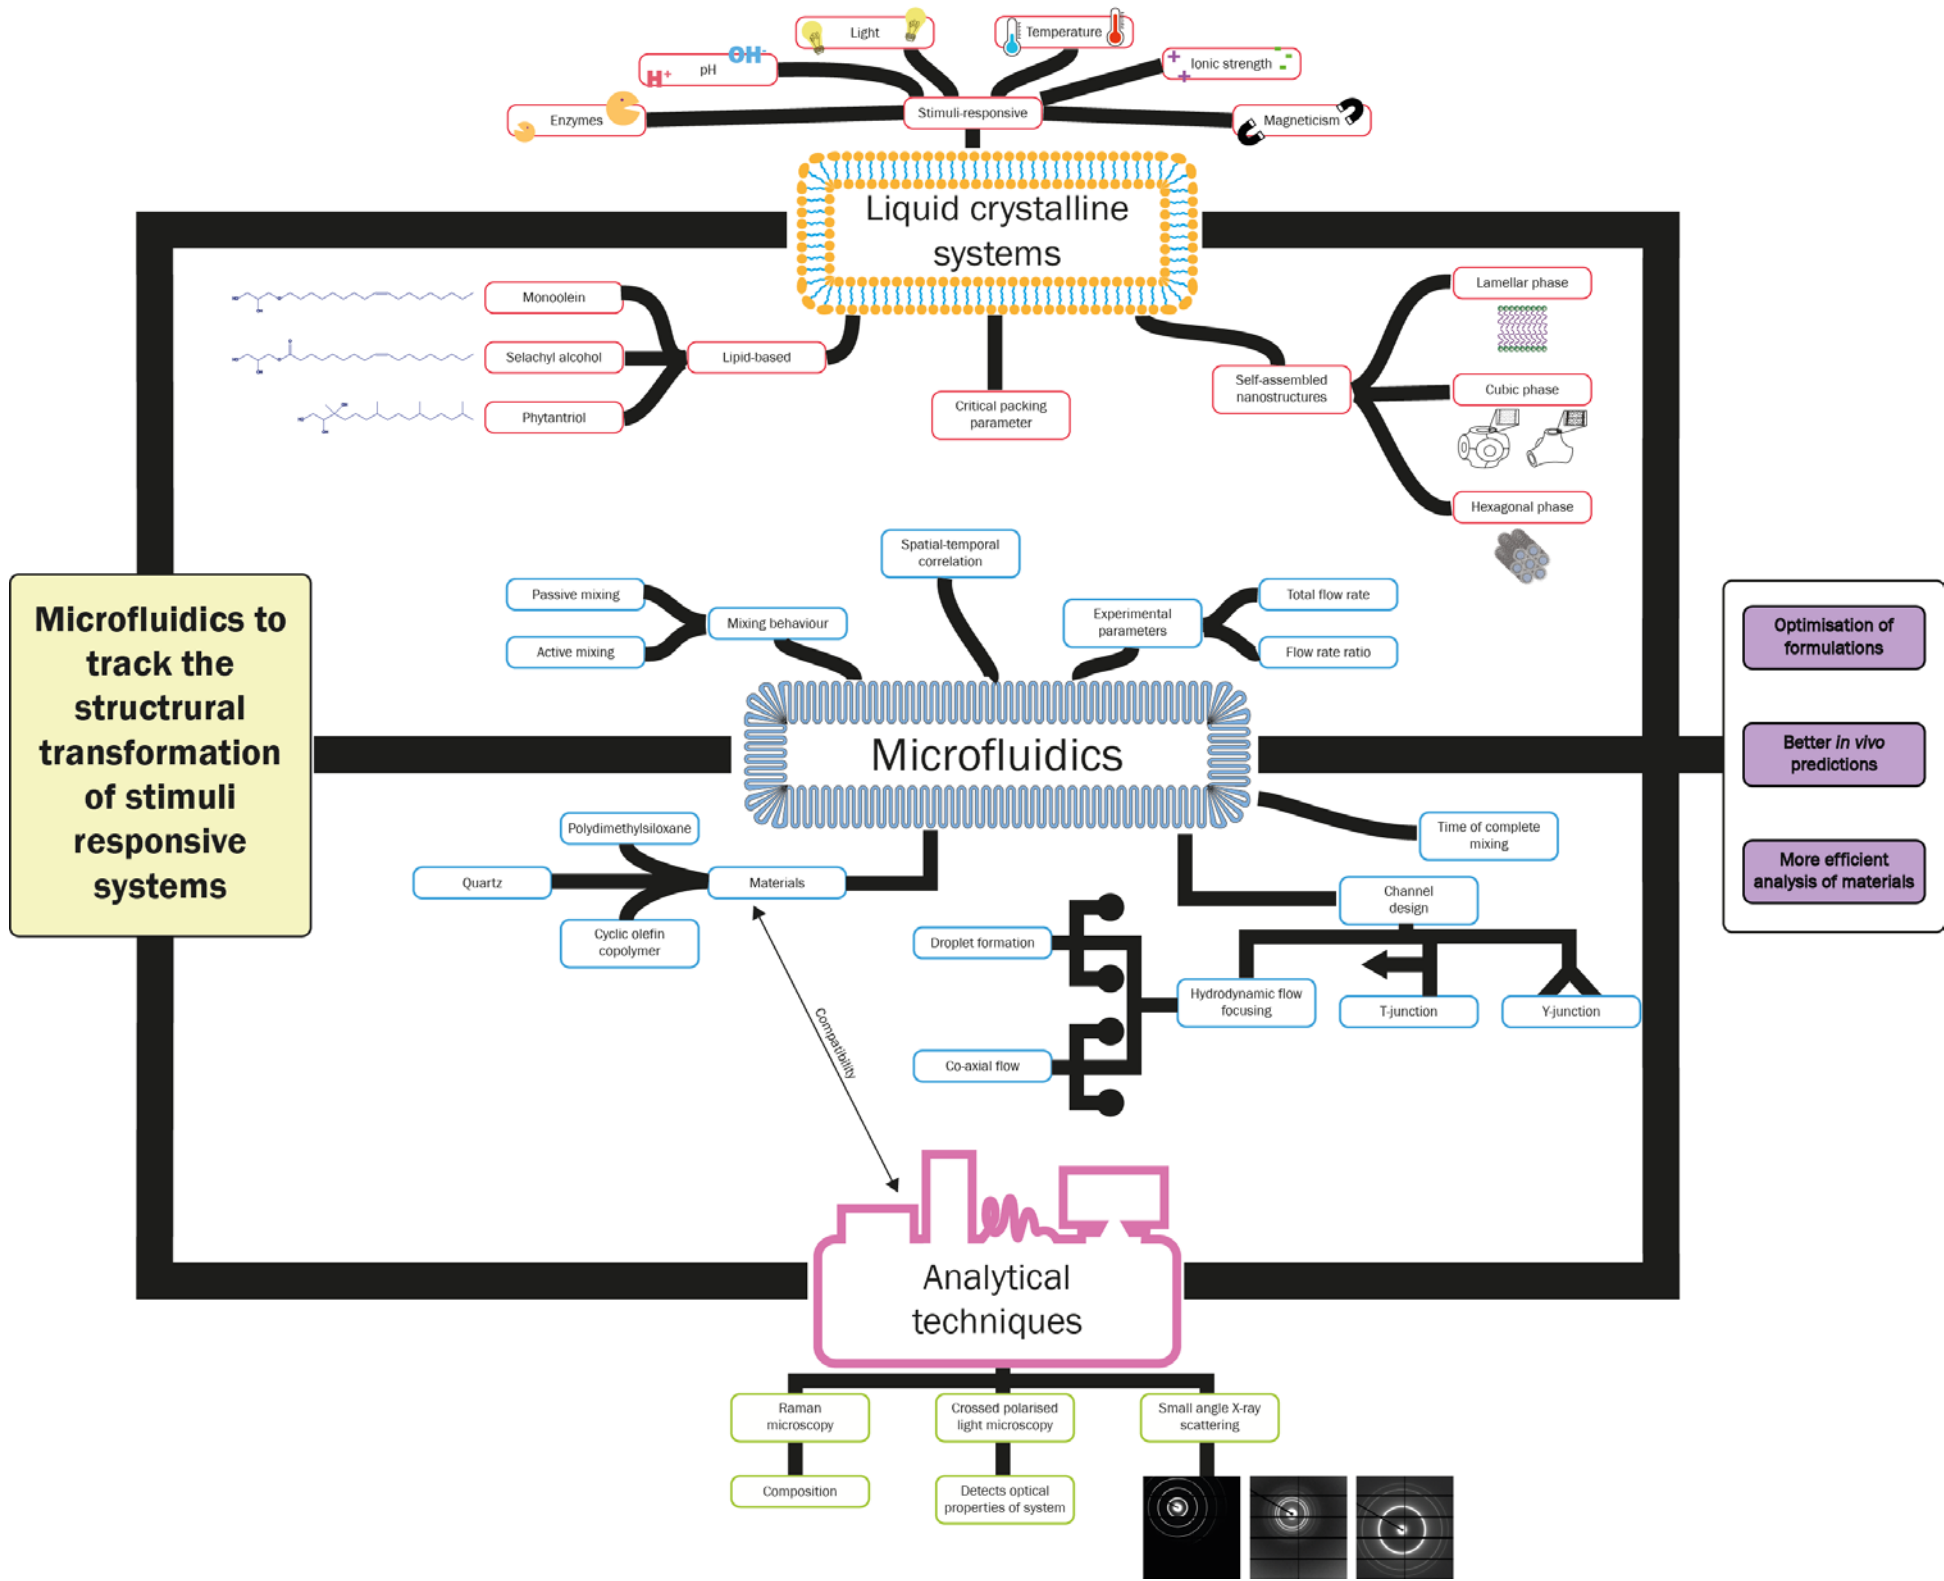 Light
Temperature
OH-
H+
pH
Ionic strength
Enzymes
Stimuli-responsive
Magneticism
Liquid crystalline
systems
Monoolein
Selachyl alcohol
Phytantriol
Lipid-based
Critical packing
parameter
Self-assembled
nanostructures
Lamellar phase
Cubic phase
Hexagonal phase
Spatial-temporal
correlation
Passive mixing
Active mixing
Mixing behaviour
Experimental
parameters
Total flow rate
Flow rate ratio
Microfluidics to
track the
structrural
transformation
of stimuli
responsive
systems
Microfluidics
Optimisation of
formulations
Better in vivo
predictions
More efficient
analysis of materials
Polydimethylsiloxane
Quartz
Materials
Cyclic olefin
copolymer
Time of complete
mixing
Channel
design
Droplet formation
Hydrodynamic flow
focusing
T-junction
Y-junction
Co-axial flow
Compatibility
Analytical
techniques
Raman
microscopy
Crossed polarised
light microscopy
Small angle X-ray
scattering
Composition
Detects optical
properties of system